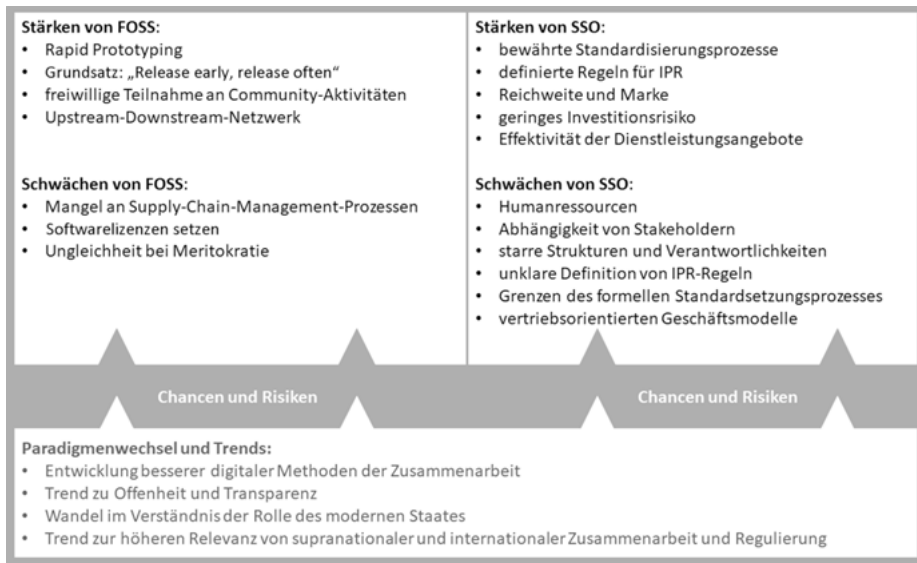 Stärken von FOSS:
• Rapid Prototyping
• Grundsatz: „Release early, release often“
• freiwillige Teilnahme an Community-Aktivitäten
• Upstream-Downstream-Netzwerk
Schwächen von FOSS:
• Mangel an Supply-Chain-Management-Prozessen
• Softwarelizenzen setzen
• Ungleichheit bei Meritokratie
Stärken von SSO:
• bewährte Standardisierungsprozesse
• definierte Regeln für IPR
• Reichweite und Marke
• geringes Investitionsrisiko
• Effektivität der Dienstleistungsangebote
Schwächen von SSO:
• Humanressourcen
• Abhängigkeit von Stakeholdern
• starre Strukturen und Verantwortlichkeiten
• unklare Definition von IPR-Regeln
• Grenzen des formellen Standardsetzungsprozesses
• vertriebsorientierten Geschäftsmodelle
Chancen und Risiken
Chancen und Risiken
Paradigmenwechsel und Trends:
• Entwicklung besserer digitaler Methoden der Zusammenarbeit
• Trend zu Offenheit und Transparenz
• Wandel im Verständnis der Rolle des modernen Staates
• Trend zur höheren Relevanz von supranationaler und internationaler Zusammenarbeit und Regulierung